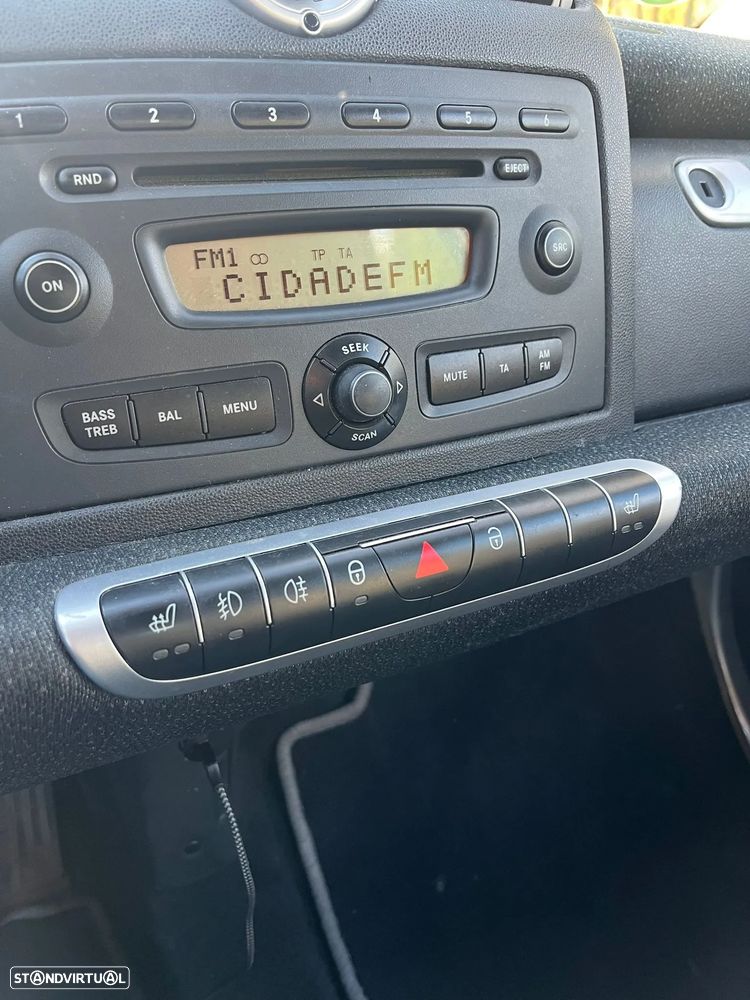 1 2 3 4 5 6
RND EJECT
FM1 TP TA
CIDADEFM
ON
SRC
SEEK
SCAN
BASS TREB
BAL
MENU
MUTE
TA
AM FM
STANDVIRTUAL